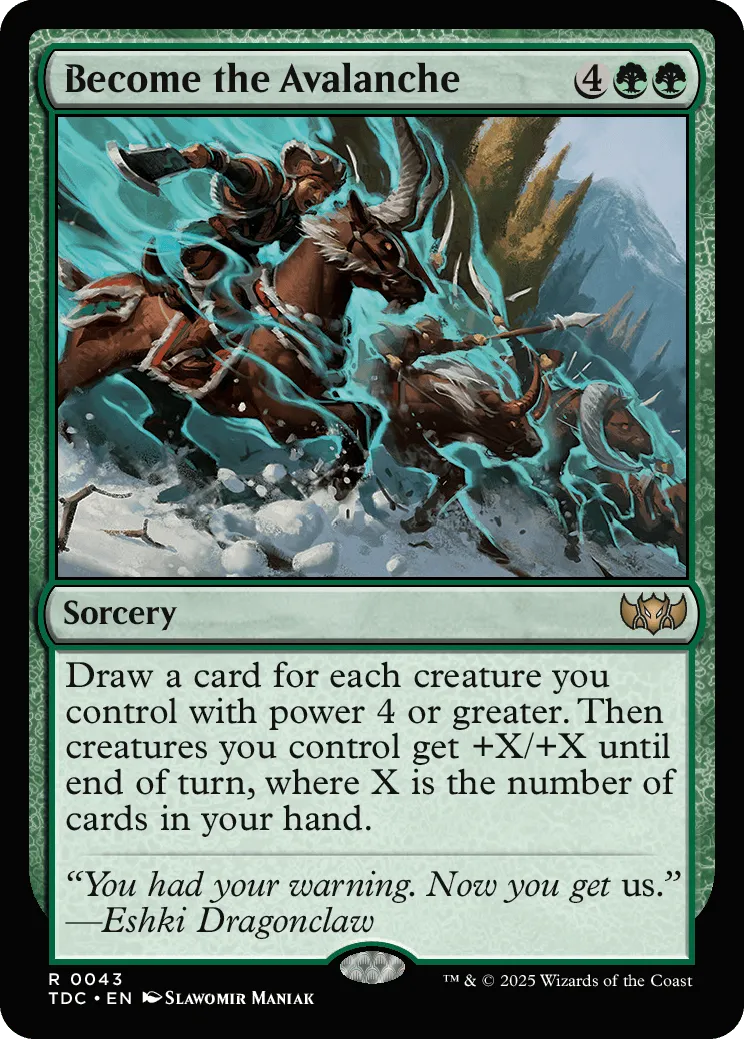 Become the Avalanche 4
Sorcery
Draw a card for each creature you
control with power 4 or greater. Then
creatures you control get +X/+X until
end of turn, where X is the number of
cards in your hand.
“You had your warning. Now you get us.”
—Eshki Dragonclaw
R 0043
TDC • EN Slawomir Maniak
™ & © 2025 Wizards of the Coast